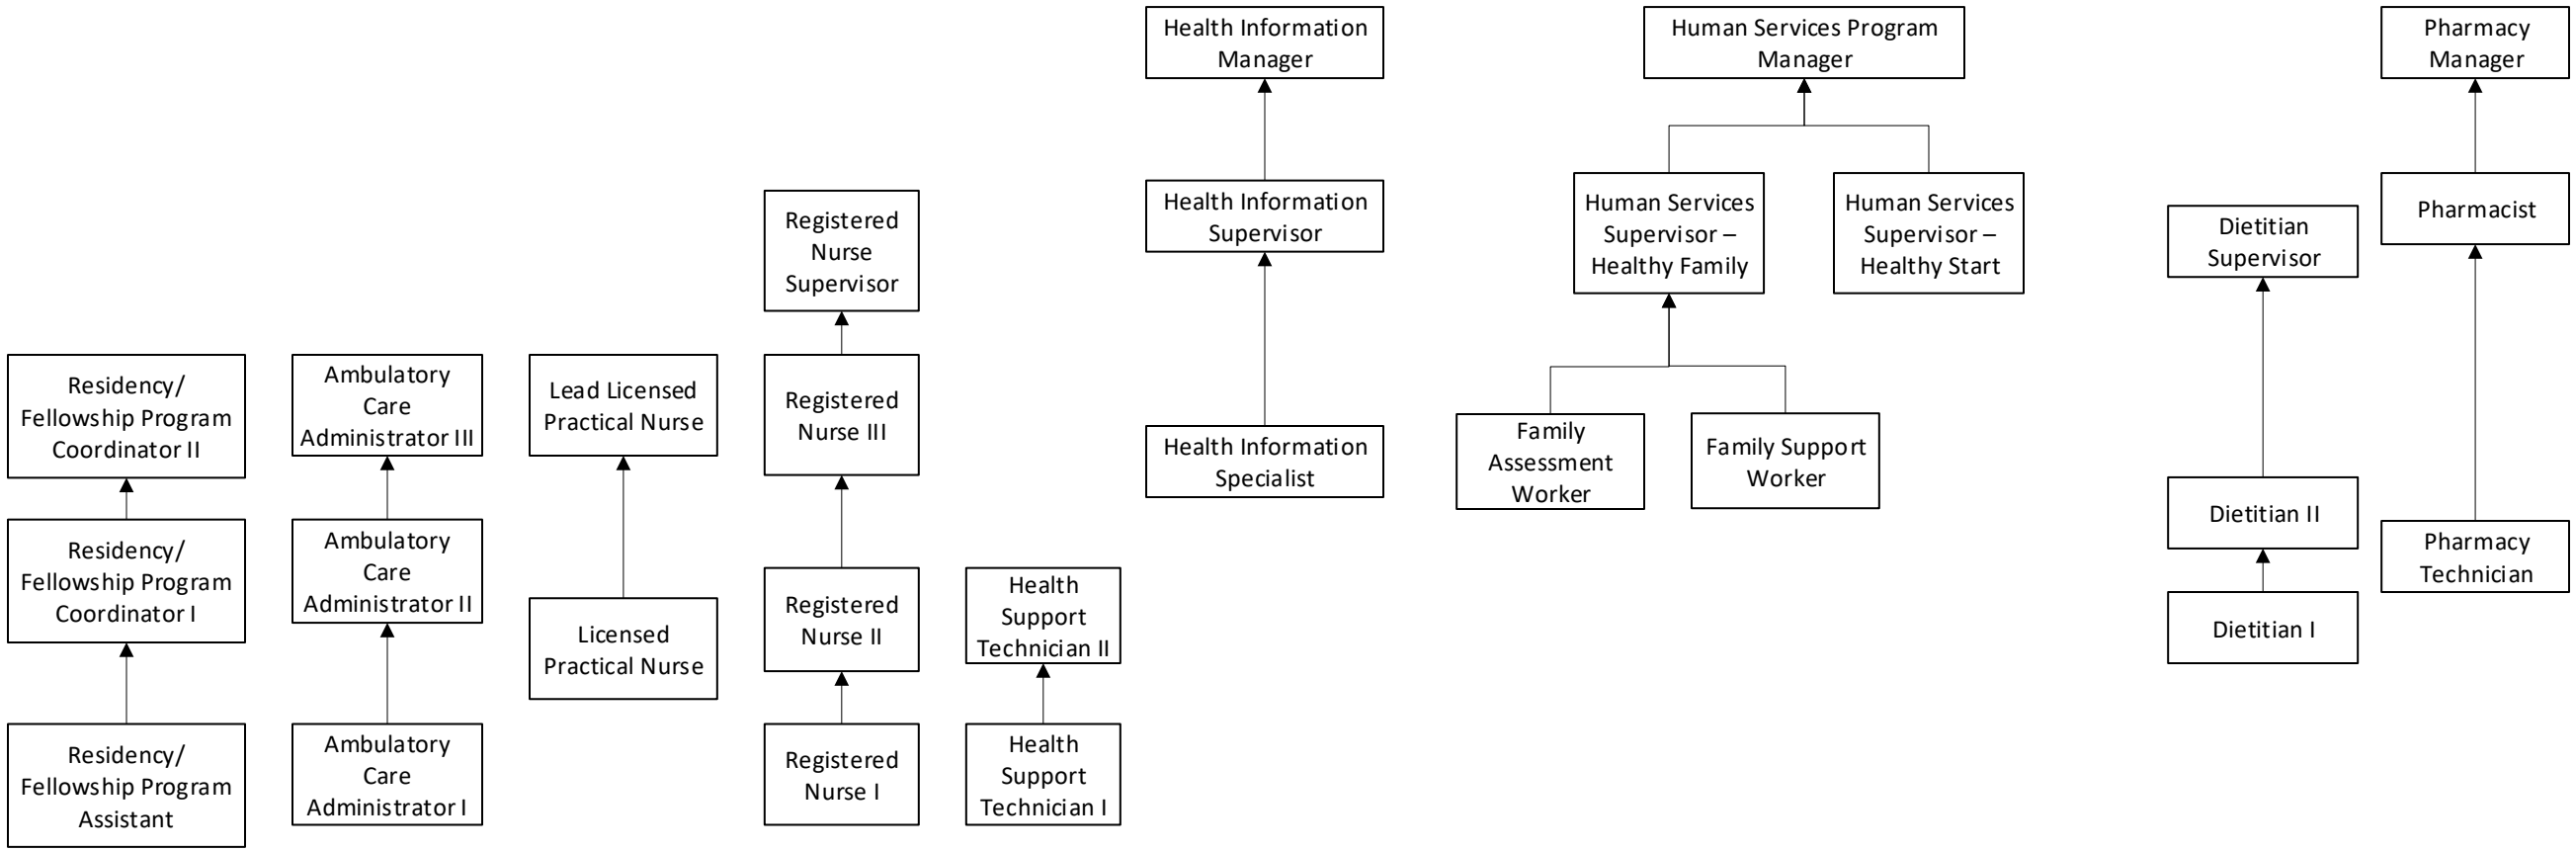 Health Information
Manager
Human Services Program
Manager
Pharmacy
Manager
Registered
Nurse
Supervisor
Health Information
Supervisor
Human Services
Supervisor –
Healthy Family
Human Services
Supervisor –
Healthy Start
Dietitian
Supervisor
Pharmacist
Residency/
Fellowship Program
Coordinator II
Ambulatory
Care
Administrator III
Lead Licensed
Practical Nurse
Registered
Nurse III
Health Information
Specialist
Family
Assessment
Worker
Family Support
Worker
Dietitian II
Pharmacy
Technician
Residency/
Fellowship Program
Coordinator I
Ambulatory
Care
Administrator II
Licensed
Practical Nurse
Registered
Nurse II
Health
Support
Technician II
Dietitian I
Residency/
Fellowship Program
Assistant
Ambulatory
Care
Administrator I
Registered
Nurse I
Health
Support
Technician I